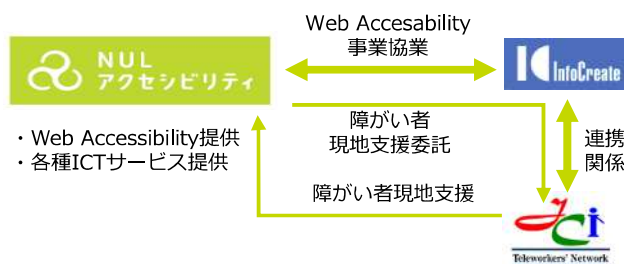 Web Accesability
事業協業
NUL
アクセシビリティ
IC InfoCreate
・Web Accessibility提供
・各種ICTサービス提供
障がい者
現地支援委託
連携
関係
障がい者現地支援
JCi
Teleworkers' Network